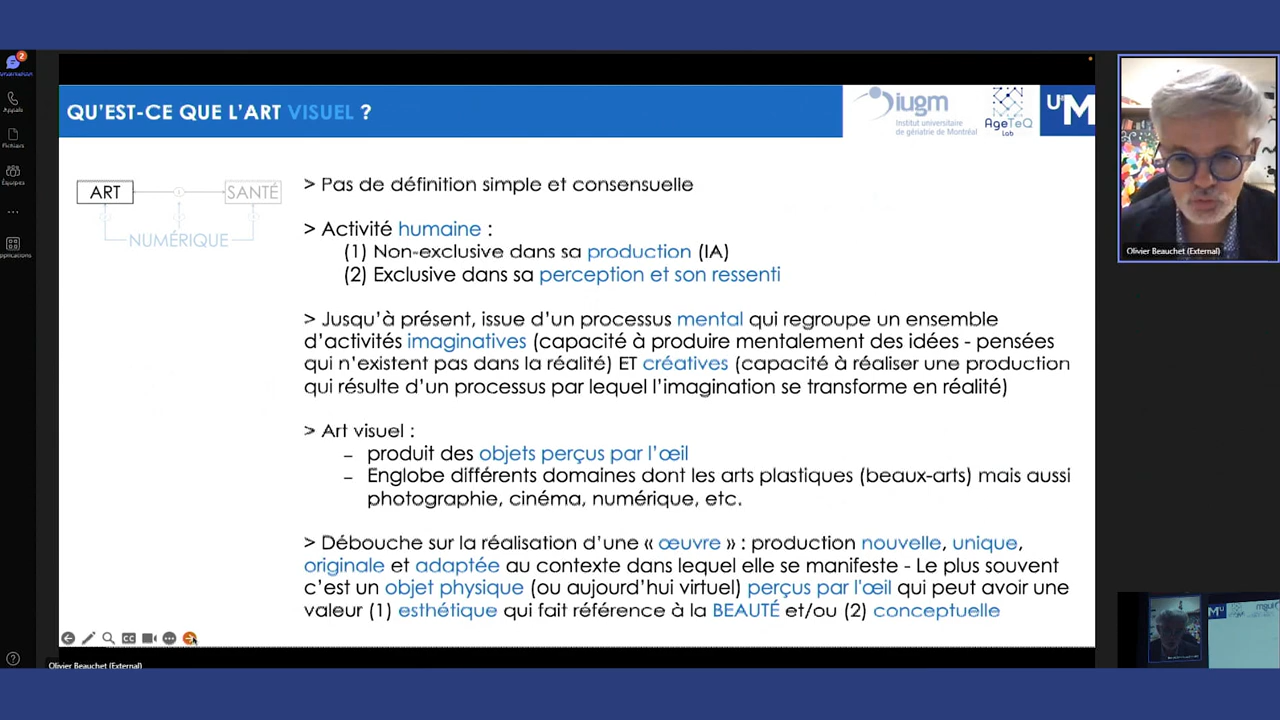 2
Appels
Fichiers
Équipes
...
QU'EST-CE QUE L'ART VISUEL ?
iugm
Institut universitaire
de gériatrie de Montréal
AgeTeQ
Lab
UdeM
ART
SANTÉ
NUMÉRIQUE
> Pas de définition simple et consensuelle
> Activité humaine :
(1) Non-exclusive dans sa production (IA)
(2) Exclusive dans sa perception et son ressenti
> Jusqu'à présent, issue d'un processus mental qui regroupe un ensemble
d'activités imaginatives (capacité à produire mentalement des idées - pensées
qui n'existent pas dans la réalité) ET créatives (capacité à réaliser une production
qui résulte d'un processus par lequel l'imagination se transforme en réalité)
> Art visuel :
– produit des objets perçus par l'œil
– Englobe différents domaines dont les arts plastiques (beaux-arts) mais aussi
photographie, cinéma, numérique, etc.
> Débouche sur la réalisation d'une « œuvre » : production nouvelle, unique,
originale et adaptée au contexte dans lequel elle se manifeste - Le plus souvent
c'est un objet physique (ou aujourd'hui virtuel) perçus par l'œil qui peut avoir une
valeur (1) esthétique qui fait référence à la BEAUTÉ et/ou (2) conceptuelle
CC
Olivier Beauchet (External)
Olivier Beauchet (External)